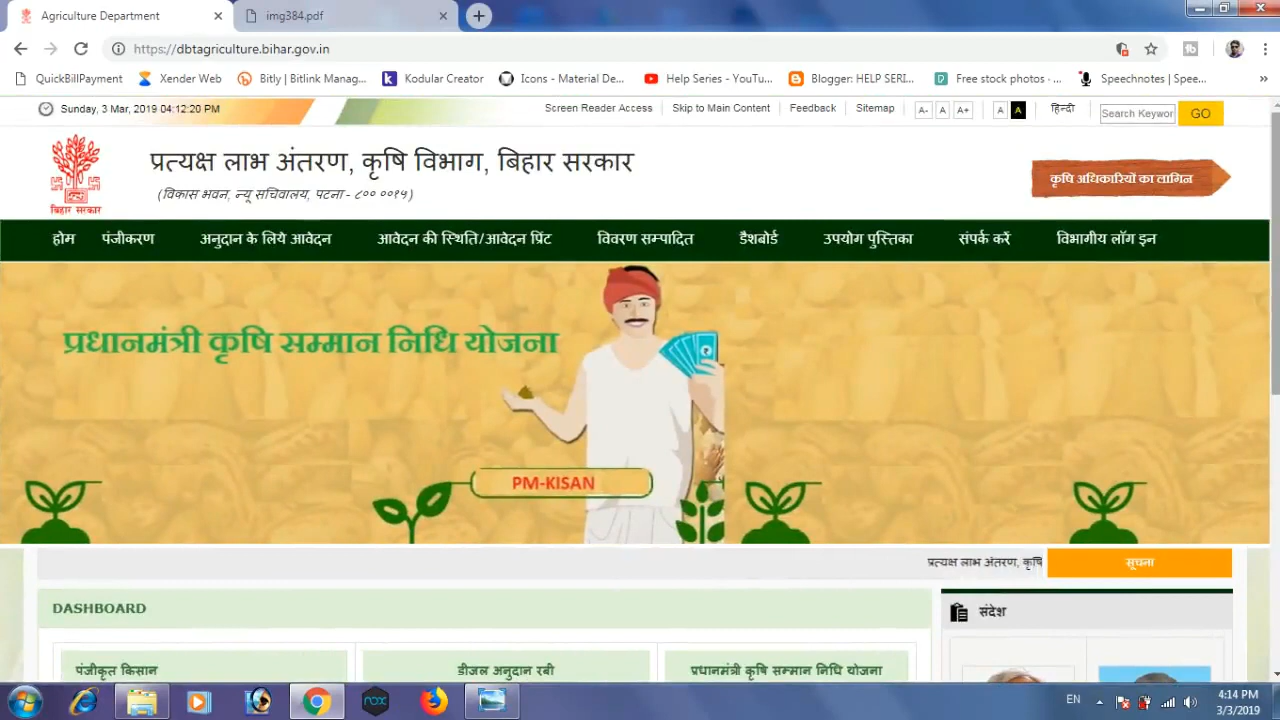 Agriculture Department
img384.pdf
https://dbtagriculture.bihar.gov.in
QuickBillPayment
Xender Web
Bitly | Bitlink Manag...
Kodular Creator
Icons - Material De...
Help Series - YouTu...
Blogger: HELP SERI...
Free stock photos · ...
Speechnotes | Spee...
»
Sunday, 3 Mar, 2019 04:12:20 PM
Screen Reader Access
Skip to Main Content
Feedback
Sitemap
A-
A
A+
A
A
हिन्दी
Search Keywor
GO
बिहार सरकार
प्रत्यक्ष लाभ अंतरण, कृषि विभाग, बिहार सरकार
(विकास भवन, न्यू सचिवालय, पटना - ८०० ००१५)
कृषि अधिकारियों का लागिन
होम
पंजीकरण
अनुदान के लिये आवेदन
आवेदन की स्थिति/आवेदन प्रिंट
विवरण सम्पादित
डैशबोर्ड
उपयोग पुस्तिका
संपर्क करें
विभागीय लॉग इन
प्रधानमंत्री कृषि सम्मान निधि योजना
PM-KISAN
प्रत्यक्ष लाभ अंतरण, कृषि
सूचना
DASHBOARD
संदेश
पंजीकृत किसान
डीजल अनुदान रबी
प्रधानमंत्री कृषि सम्मान निधि योजना
nox
EN
4:14 PM
3/3/2019